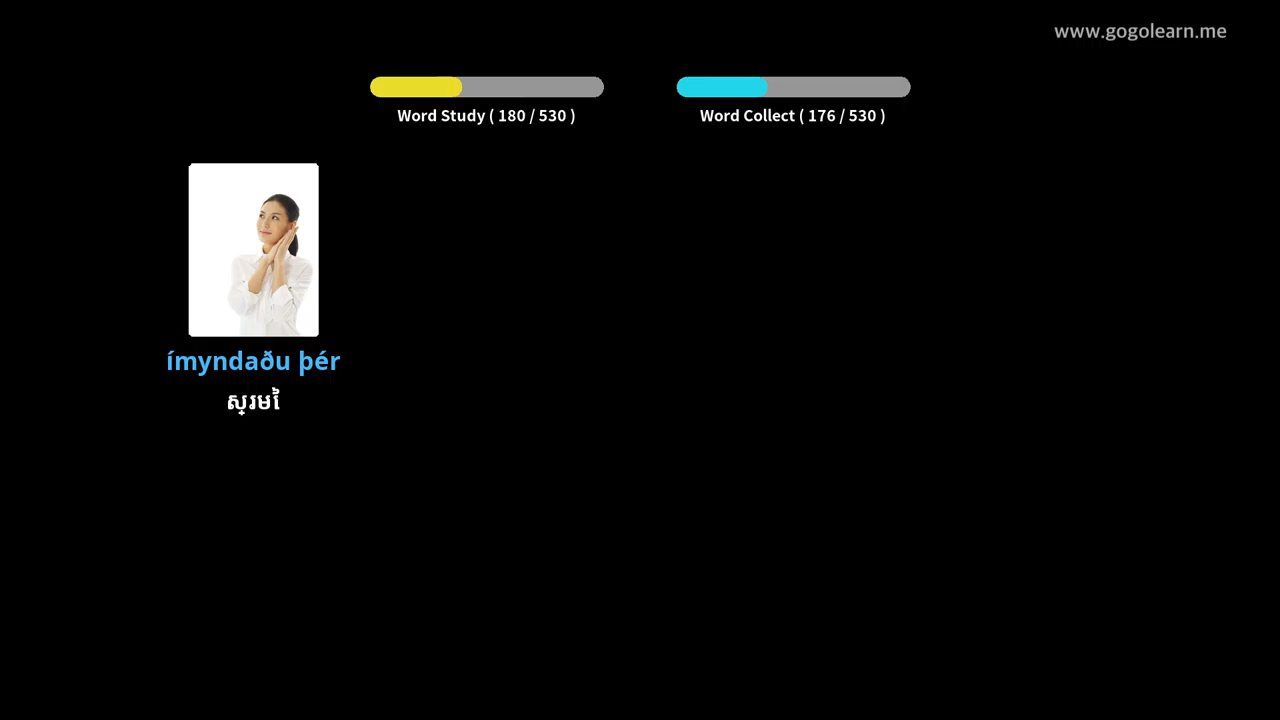 www.gogolearn.me
Word Study ( 180 / 530 )
Word Collect ( 176 / 530 )
ímyndaðu þér
ស្រមៃ